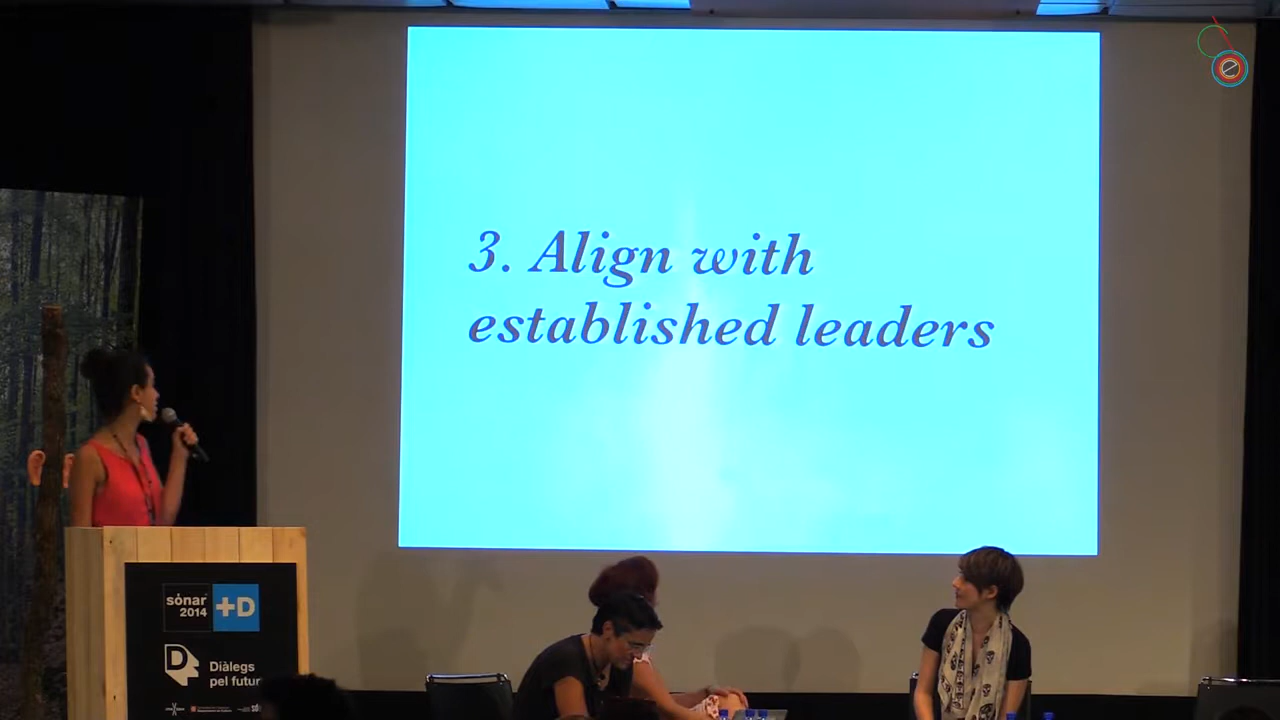 3. Align with
established leaders
sónar
2014
+D
D
Diàlegs
pel futur